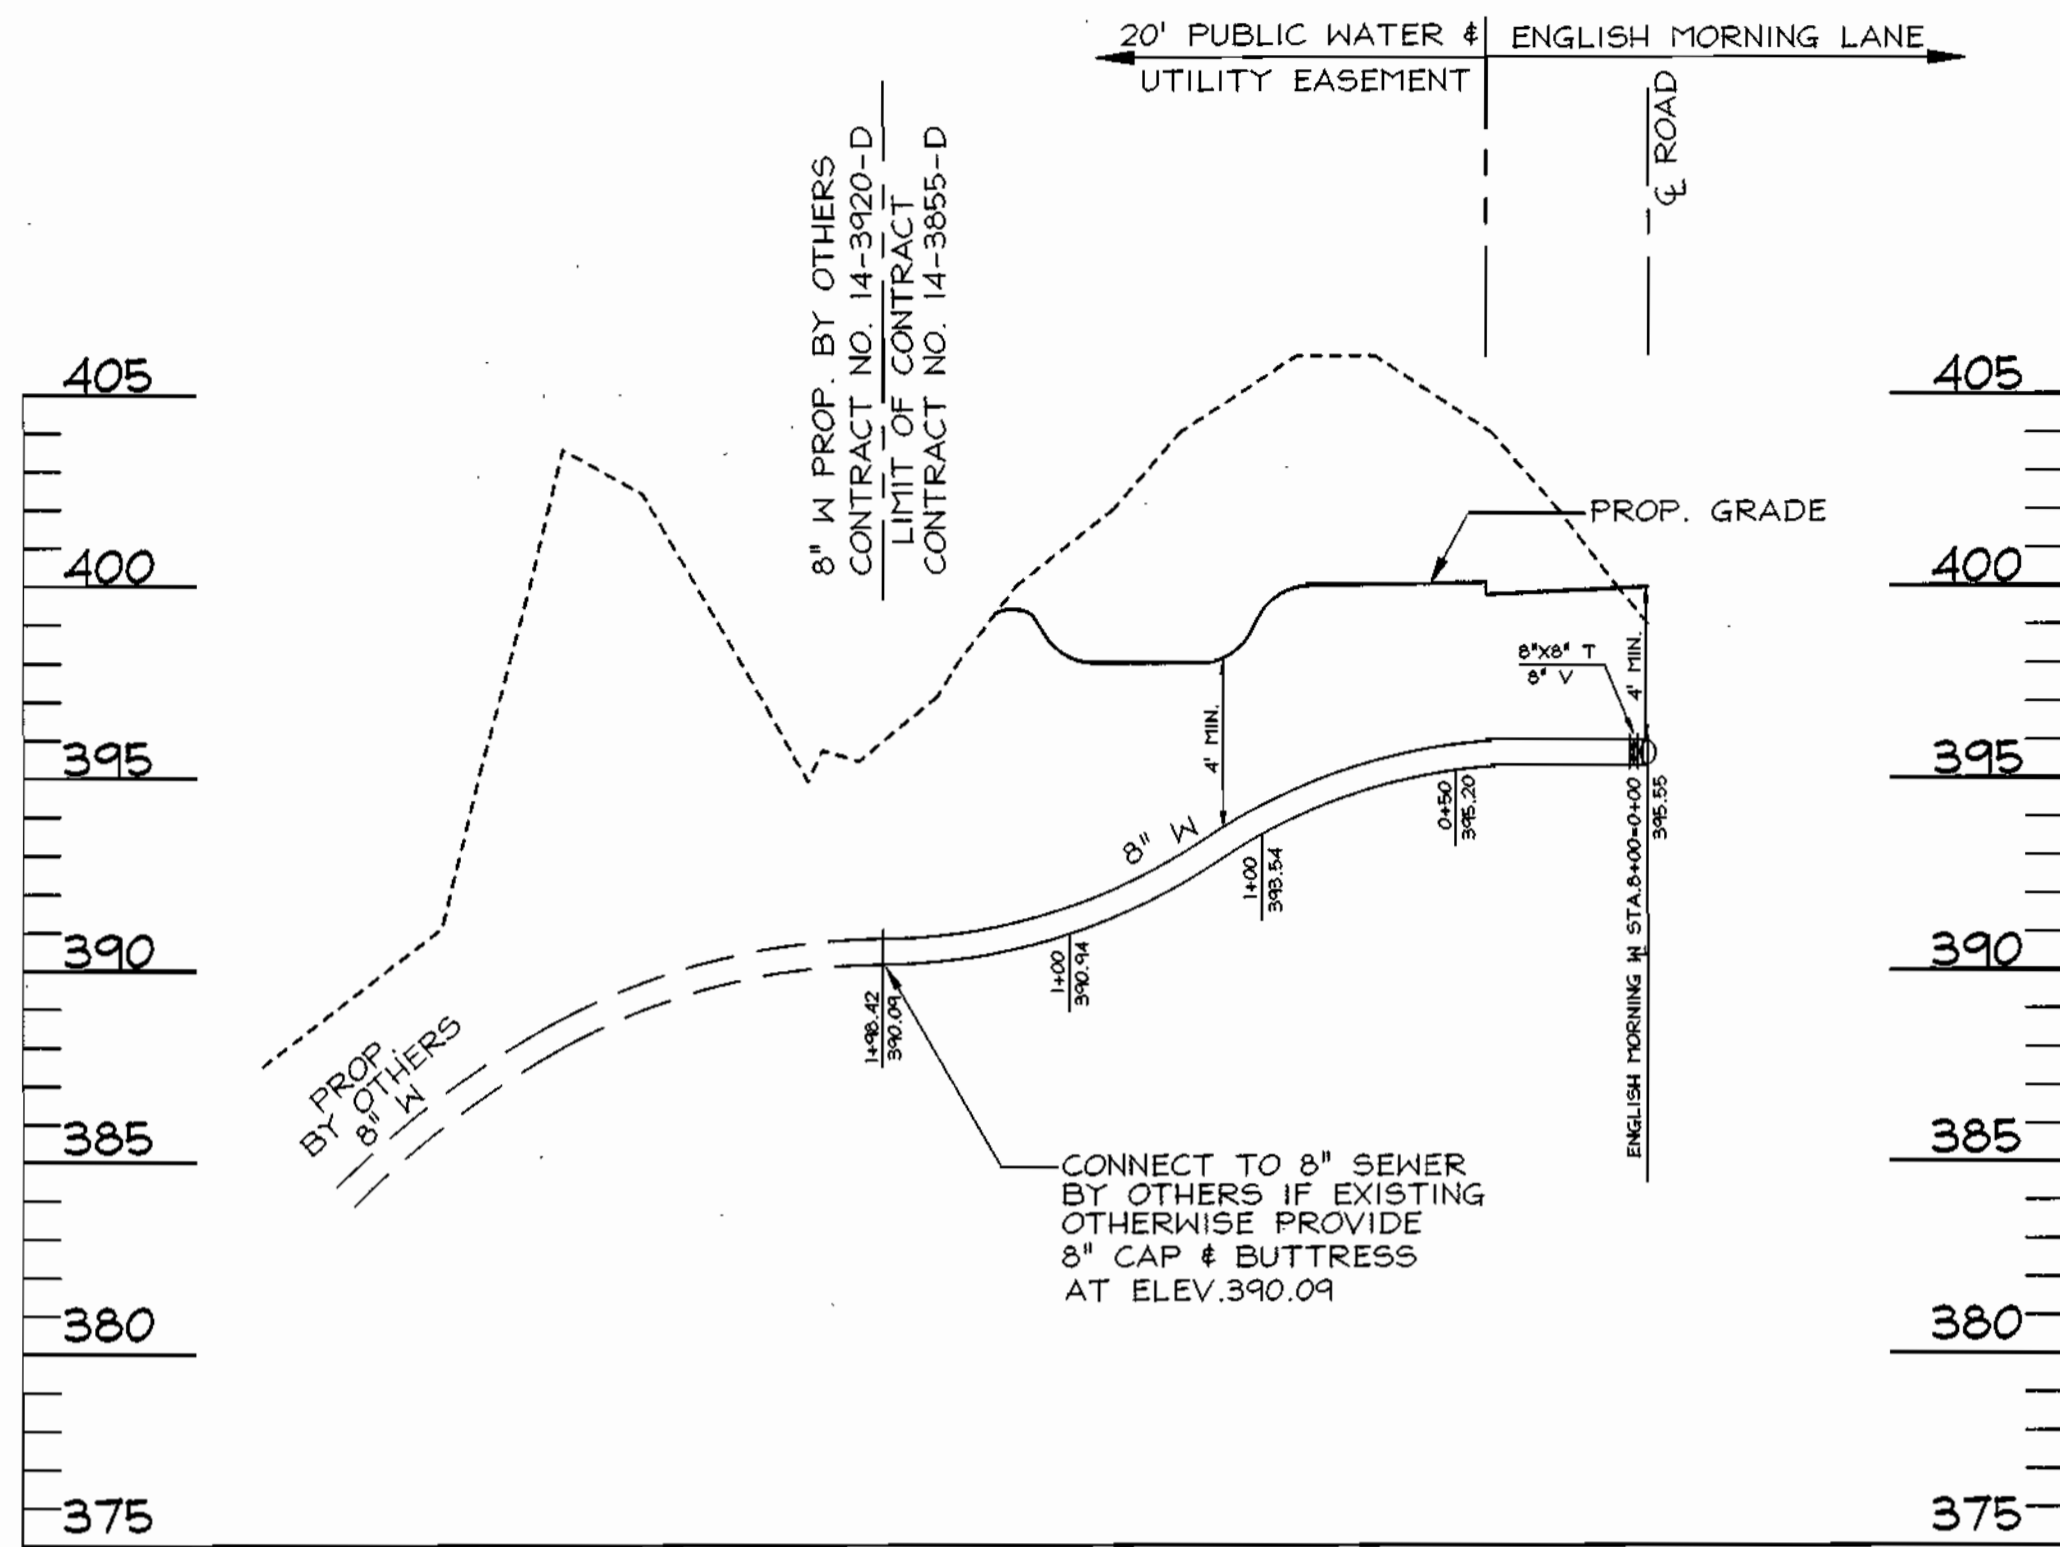 20' PUBLIC WATER &
UTILITY EASEMENT
ENGLISH MORNING LANE
℄ ROAD
8" W PROP. BY OTHERS
CONTRACT NO. 14-3920-D
LIMIT OF CONTRACT
CONTRACT NO. 14-3855-D
405
400
395
390
385
380
375
405
400
395
390
385
380
375
PROP. GRADE
8"X8" T
8" V
4' MIN.
4' MIN.
8" W
0+50
395.20
1+00
393.54
1+00
390.94
1+98.42
390.09
ENGLISH MORNING W STA.8+00=0+00
395.55
PROP.
BY OTHERS
8" W
CONNECT TO 8" SEWER
BY OTHERS IF EXISTING
OTHERWISE PROVIDE
8" CAP & BUTTRESS
AT ELEV.390.09